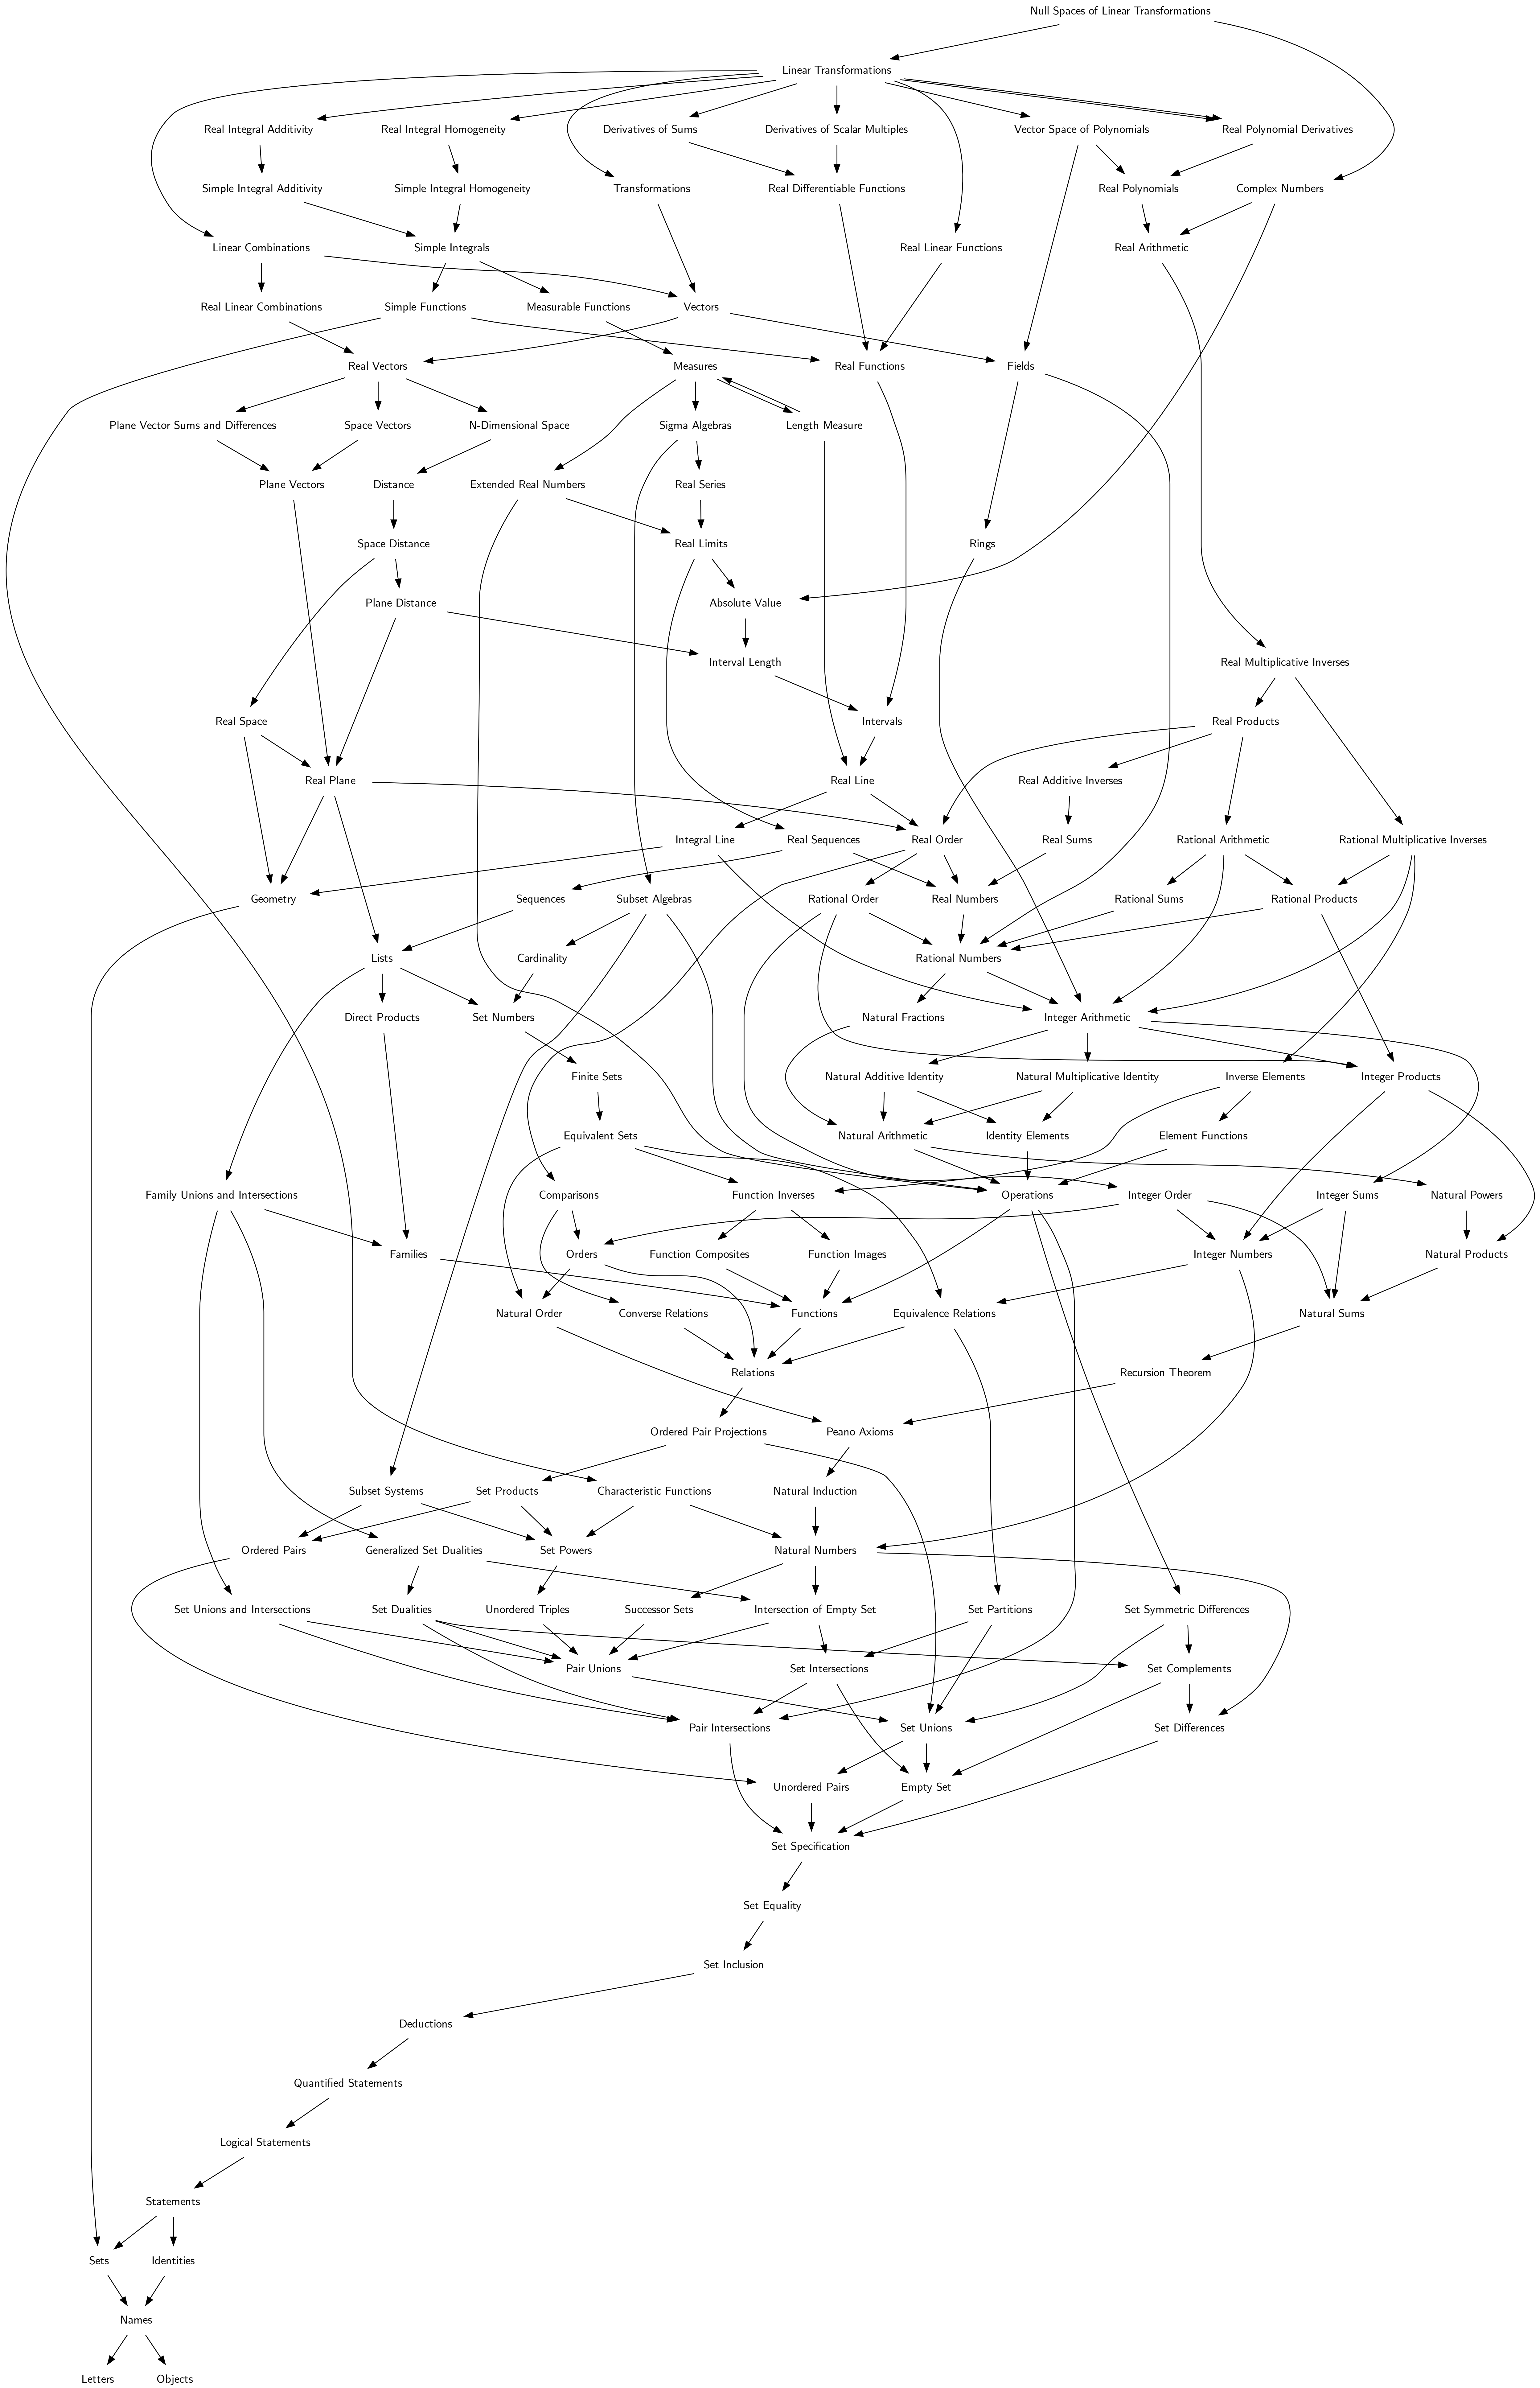 Null Spaces of Linear Transformations
Linear Transformations
Real Integral Additivity
Real Integral Homogeneity
Derivatives of Sums
Derivatives of Scalar Multiples
Vector Space of Polynomials
Real Polynomial Derivatives
Simple Integral Additivity
Simple Integral Homogeneity
Transformations
Real Differentiable Functions
Real Polynomials
Complex Numbers
Linear Combinations
Simple Integrals
Real Linear Functions
Real Arithmetic
Real Linear Combinations
Simple Functions
Measurable Functions
Vectors
Real Vectors
Measures
Real Functions
Fields
Plane Vector Sums and Differences
Space Vectors
N-Dimensional Space
Sigma Algebras
Length Measure
Plane Vectors
Distance
Extended Real Numbers
Real Series
Space Distance
Real Limits
Rings
Plane Distance
Absolute Value
Interval Length
Real Multiplicative Inverses
Real Space
Intervals
Real Products
Real Plane
Real Line
Real Additive Inverses
Integral Line
Real Sequences
Real Order
Real Sums
Rational Arithmetic
Rational Multiplicative Inverses
Geometry
Sequences
Subset Algebras
Rational Order
Real Numbers
Rational Sums
Rational Products
Lists
Cardinality
Rational Numbers
Direct Products
Set Numbers
Natural Fractions
Integer Arithmetic
Finite Sets
Natural Additive Identity
Natural Multiplicative Identity
Inverse Elements
Integer Products
Equivalent Sets
Natural Arithmetic
Identity Elements
Element Functions
Family Unions and Intersections
Comparisons
Function Inverses
Operations
Integer Order
Integer Sums
Natural Powers
Families
Orders
Function Composites
Function Images
Integer Numbers
Natural Products
Natural Order
Converse Relations
Functions
Equivalence Relations
Natural Sums
Relations
Recursion Theorem
Ordered Pair Projections
Peano Axioms
Subset Systems
Set Products
Characteristic Functions
Natural Induction
Ordered Pairs
Generalized Set Dualities
Set Powers
Natural Numbers
Set Unions and Intersections
Set Dualities
Unordered Triples
Successor Sets
Intersection of Empty Set
Set Partitions
Set Symmetric Differences
Pair Unions
Set Intersections
Set Complements
Pair Intersections
Set Unions
Set Differences
Unordered Pairs
Empty Set
Set Specification
Set Equality
Set Inclusion
Deductions
Quantified Statements
Logical Statements
Statements
Sets
Identities
Names
Letters
Objects